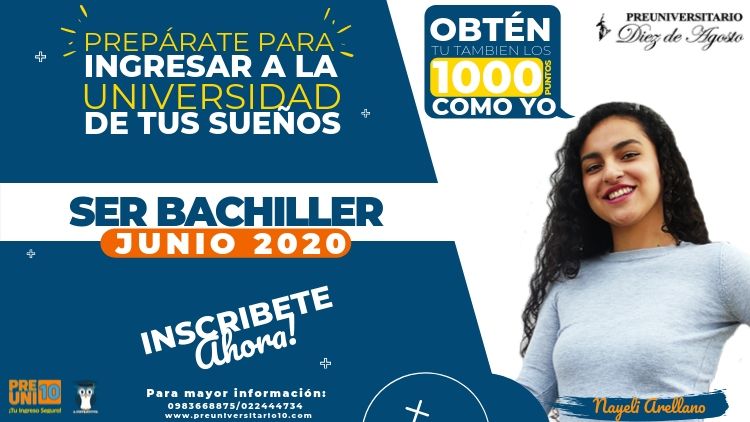 PREPÁRATE PARA
INGRESAR A LA
UNIVERSIDAD
DE TUS SUEÑOS
OBTÉN
TU TAMBIEN LOS
1000 PUNTOS
COMO YO
PREUNIVERSITARIO
Diez de Agosto
SER BACHILLER
JUNIO 2020
INSCRIBETE
Ahora!
PRE
UNI10
¡Tu Ingreso Seguro!
Para mayor información:
0983668875/022444734
www.preuniversitario10.com
Nayeli Arellano